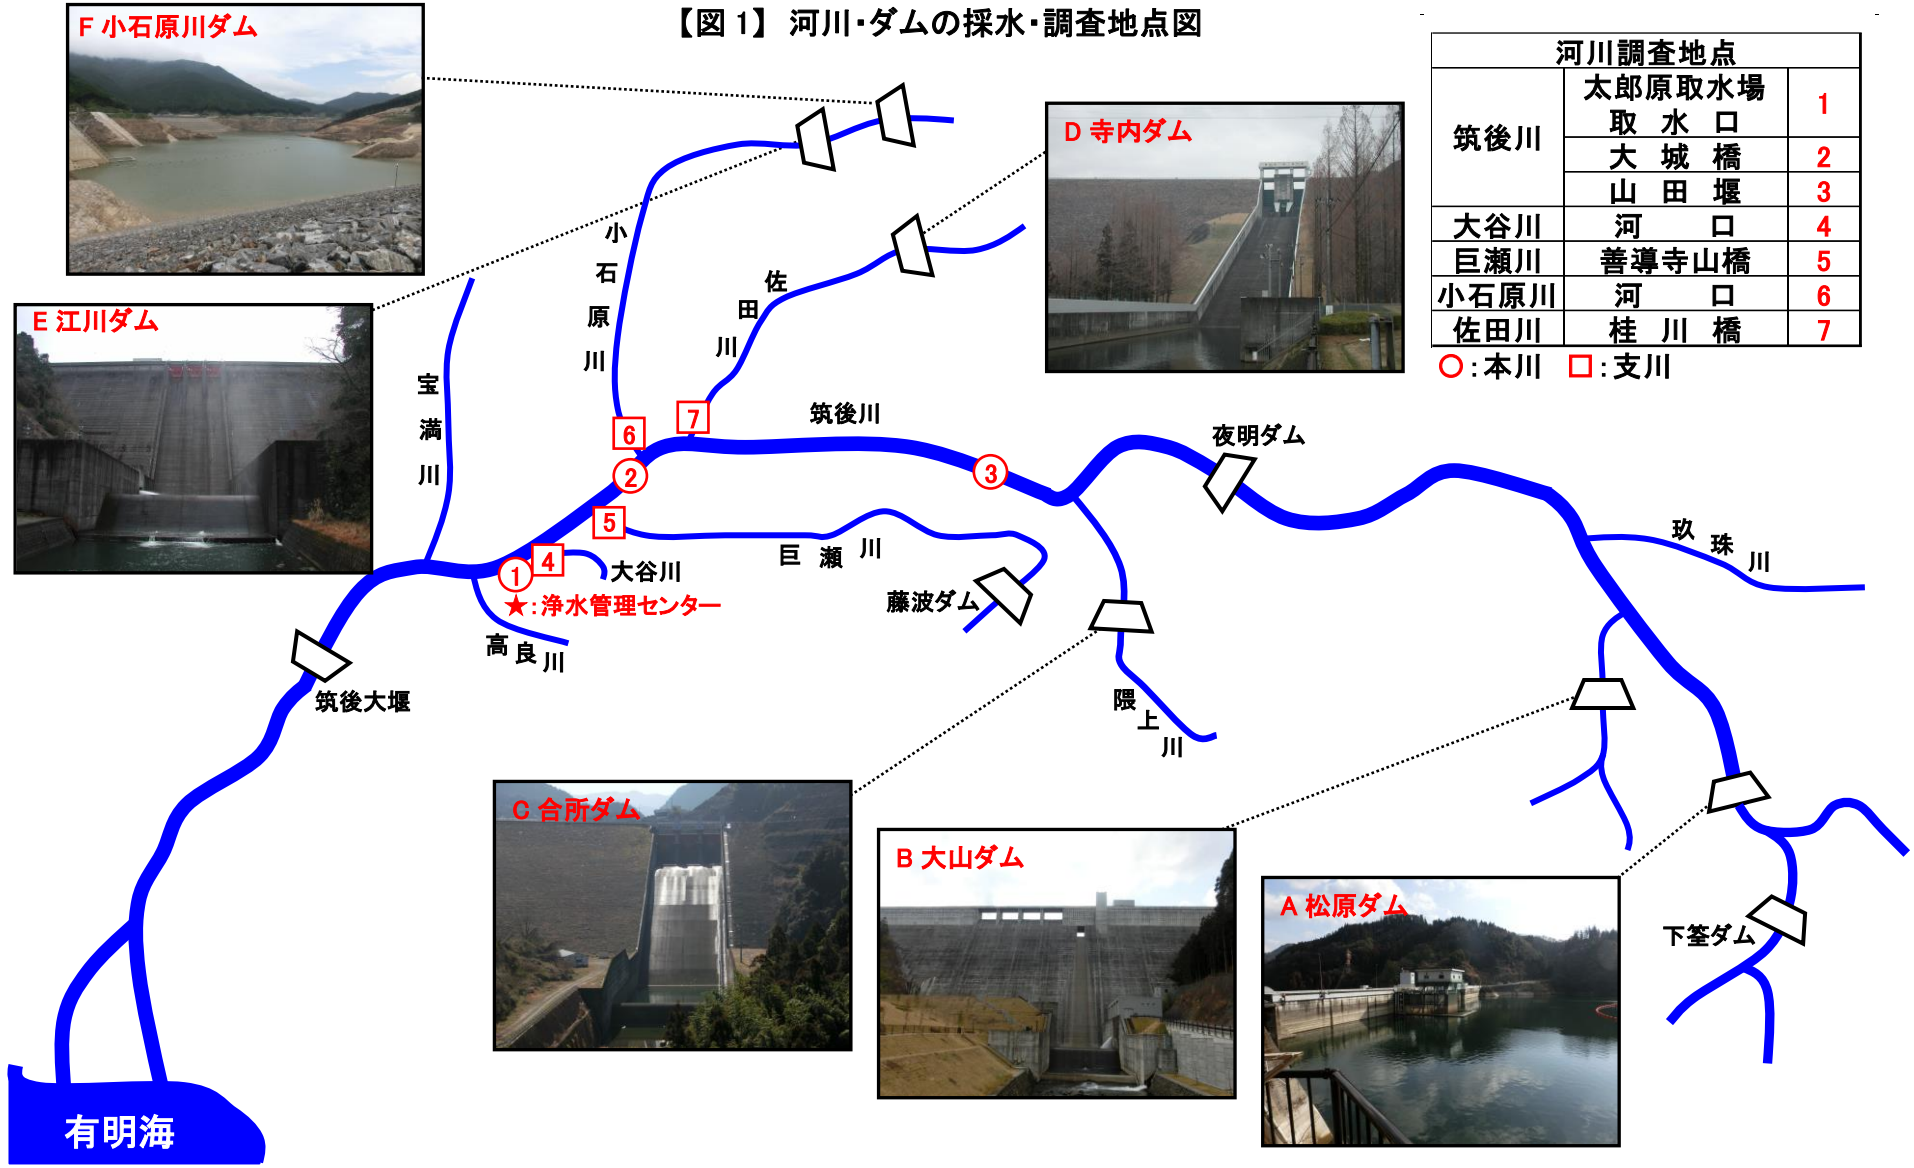 【図1】 河川・ダムの採水・調査地点図
F 小石原川ダム
D 寺内ダム
E 江川ダム
河川調査地点
筑後川
太郎原取水場
取水口
1
大城橋
2
山田堰
3
大谷川 河口 4
巨瀬川 善導寺山橋 5
小石原川 河口 6
佐田川 桂川橋 7
○:本川 □:支川
小石原川
佐田川
宝満川
筑後川
夜明ダム
玖珠川
6
7
2
3
5
4
1
巨瀬川
大谷川
★:浄水管理センター
藤波ダム
高良川
筑後大堰
隈上川
C 合所ダム
B 大山ダム
A 松原ダム
下筌ダム
有明海